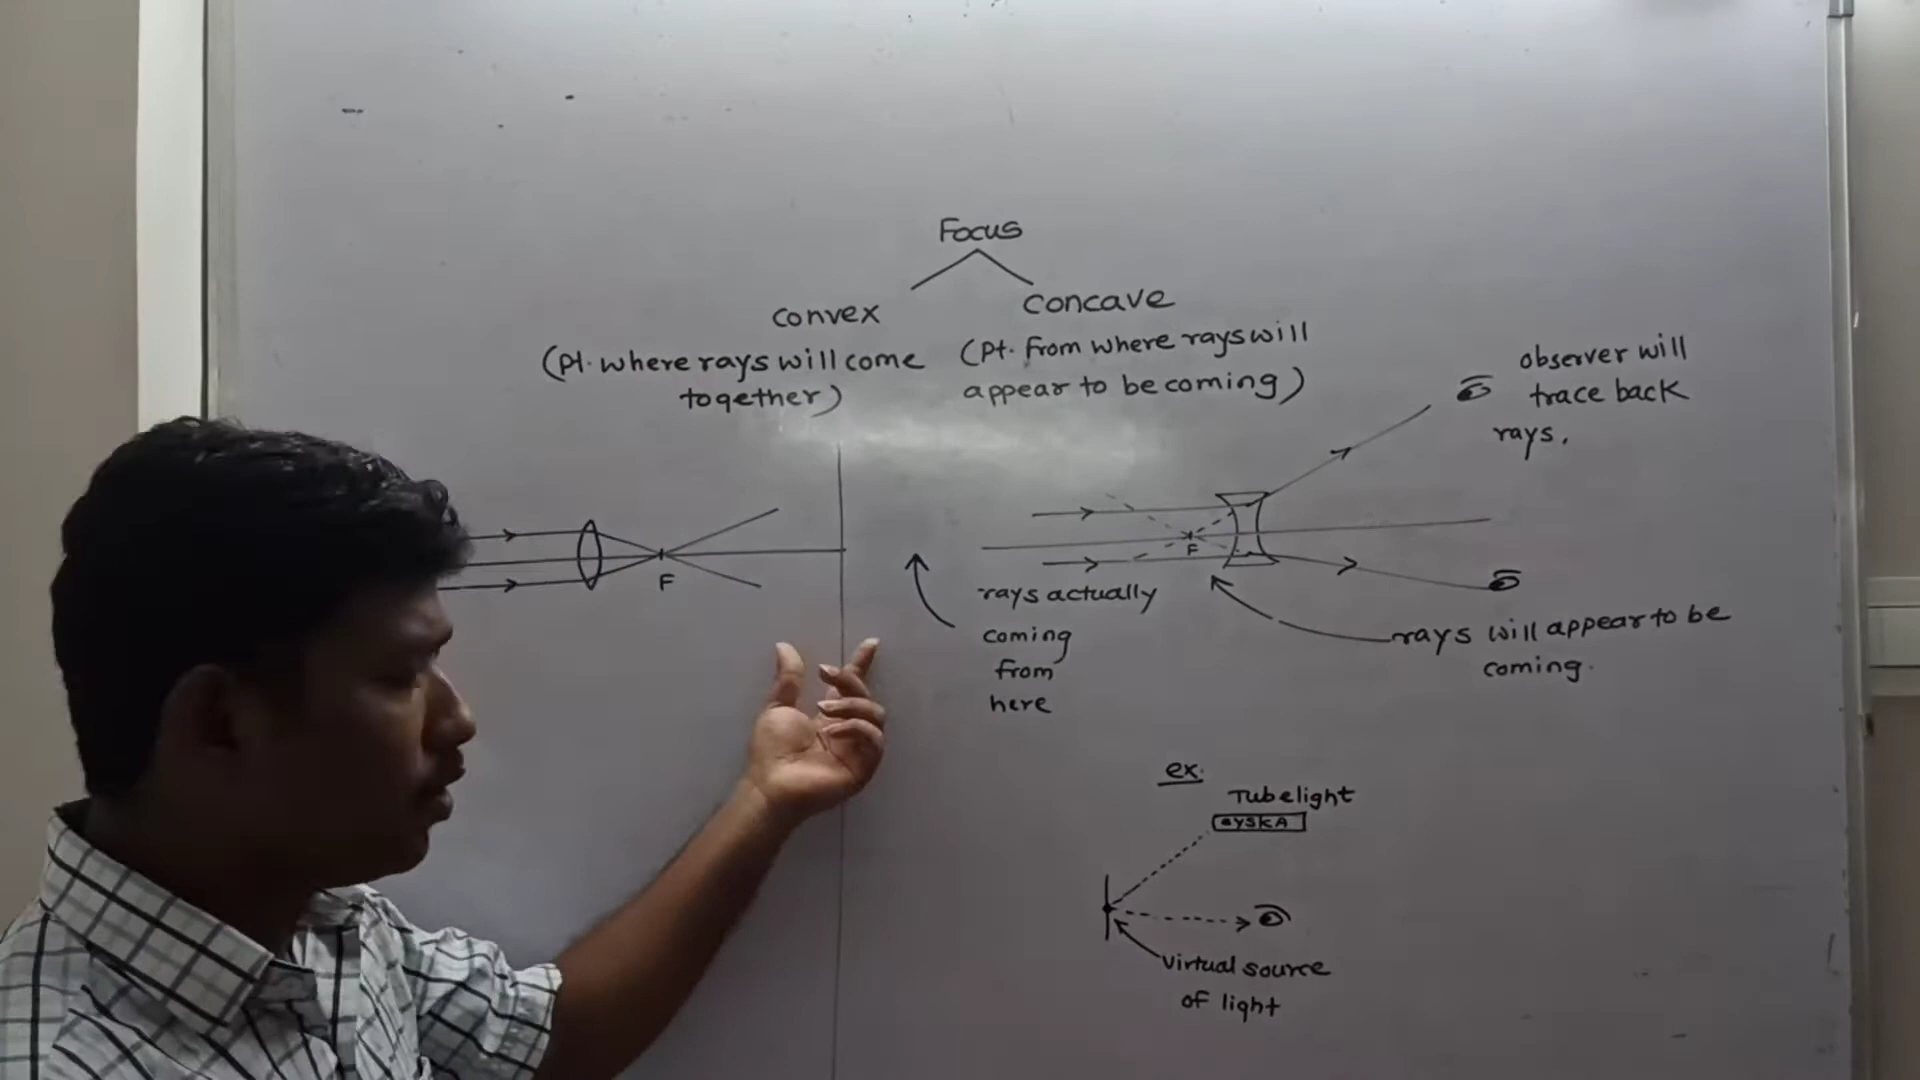 Focus
convex
concave
(Pt. where rays will come
together)
(Pt. from where rays will
appear to be coming)
observer will
trace back
rays.
F
F
rays actually
coming
from
here
rays will appear to be
coming.
ex.
Tubelight
SYSKA
virtual source
of light